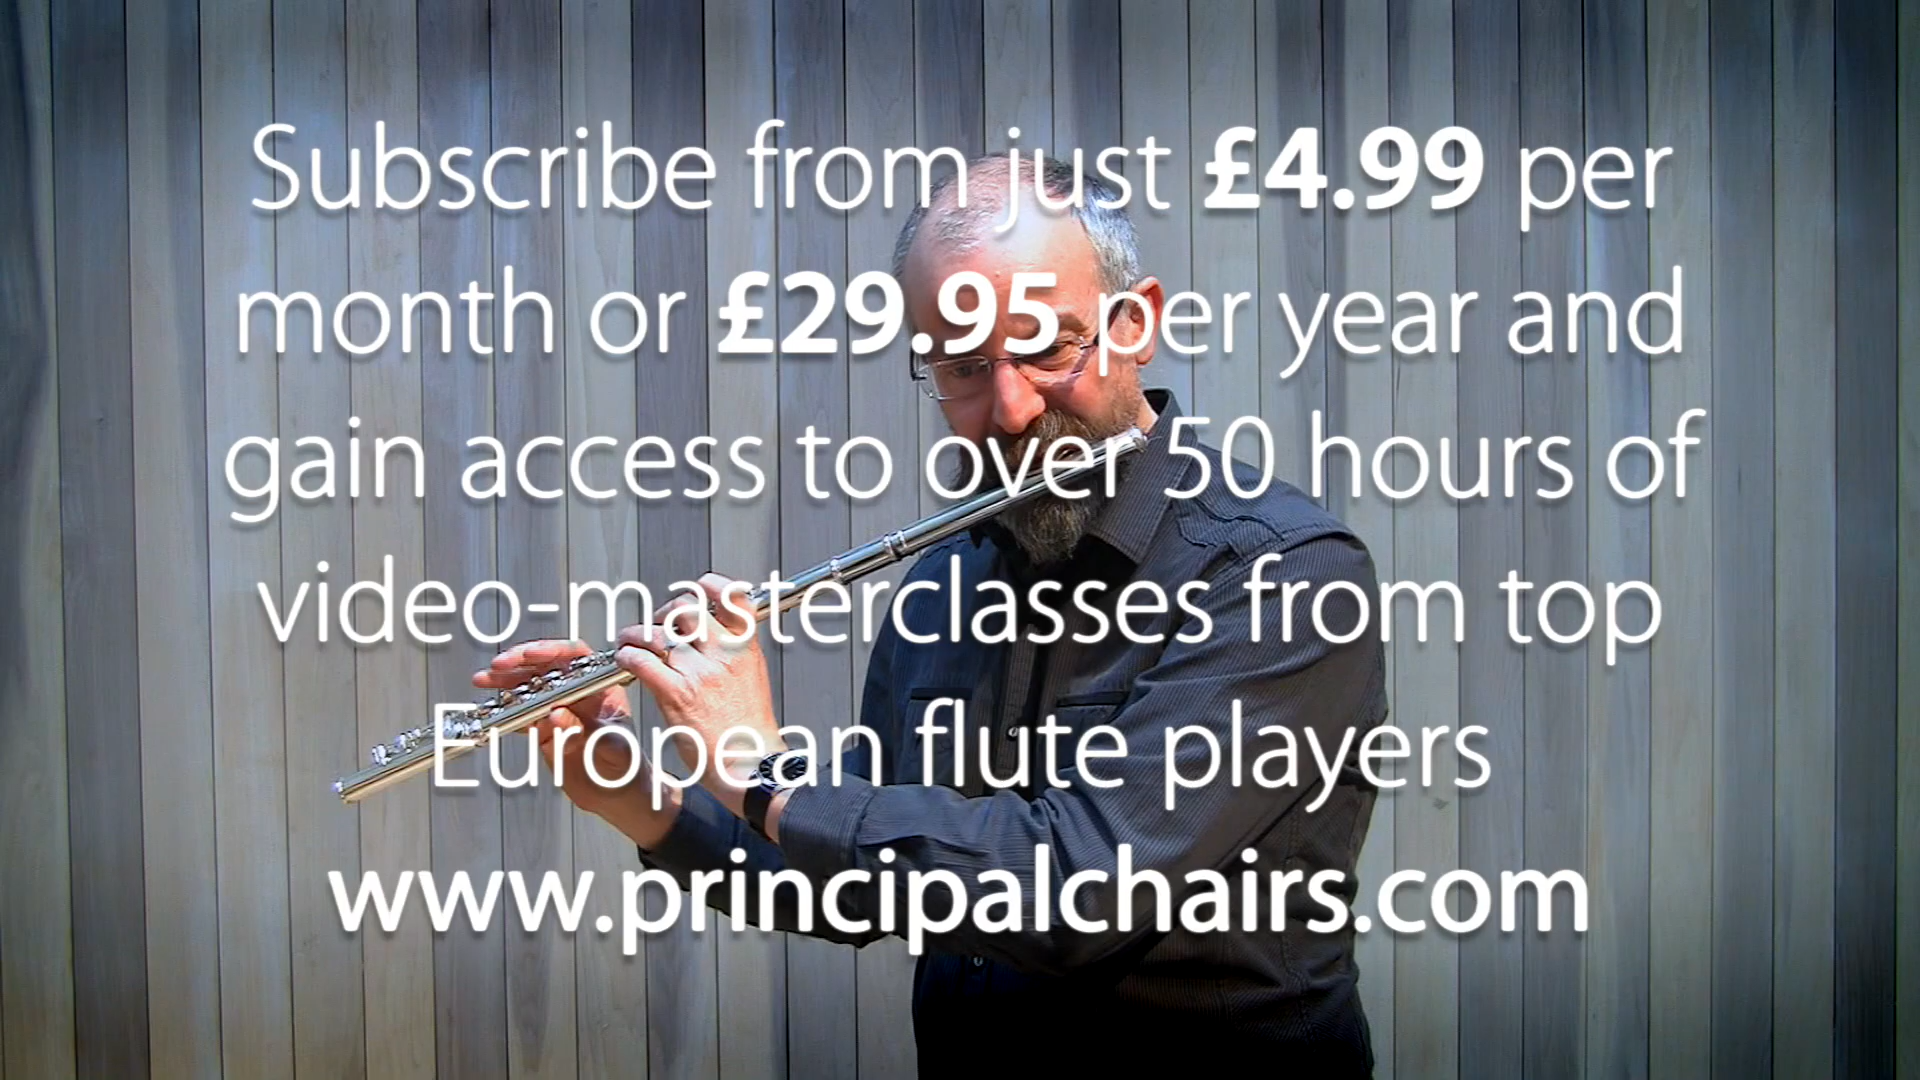 Subscribe from just £4.99 per
month or £29.95 per year and
gain access to over 50 hours of
video-masterclasses from top
European flute players
www.principalchairs.com